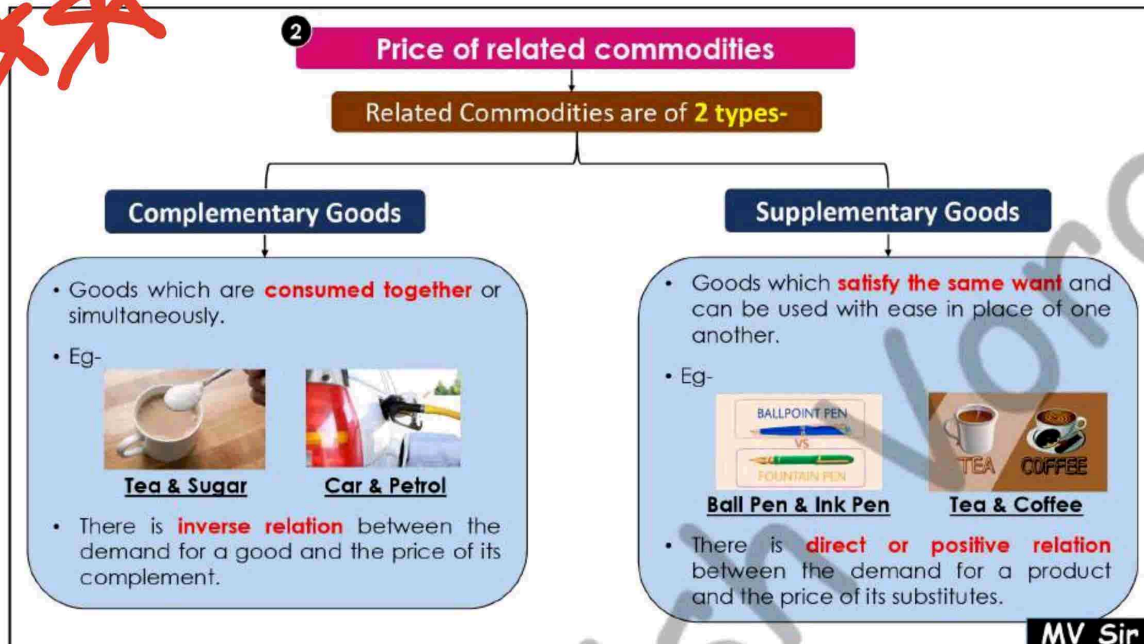 2
Price of related commodities
Related Commodities are of 2 types-
Complementary Goods
• Goods which are consumed together or
simultaneously.
• Eg-
Tea & Sugar
Car & Petrol
• There is inverse relation between the
demand for a good and the price of its
complement.
Supplementary Goods
• Goods which satisfy the same want and
can be used with ease in place of one
another.
• Eg-
BALLPOINT PEN
VS
FOUNTAIN PEN
TEA
COFFEE
Ball Pen & Ink Pen
Tea & Coffee
• There is direct or positive relation
between the demand for a product
and the price of its substitutes.
MV Sir